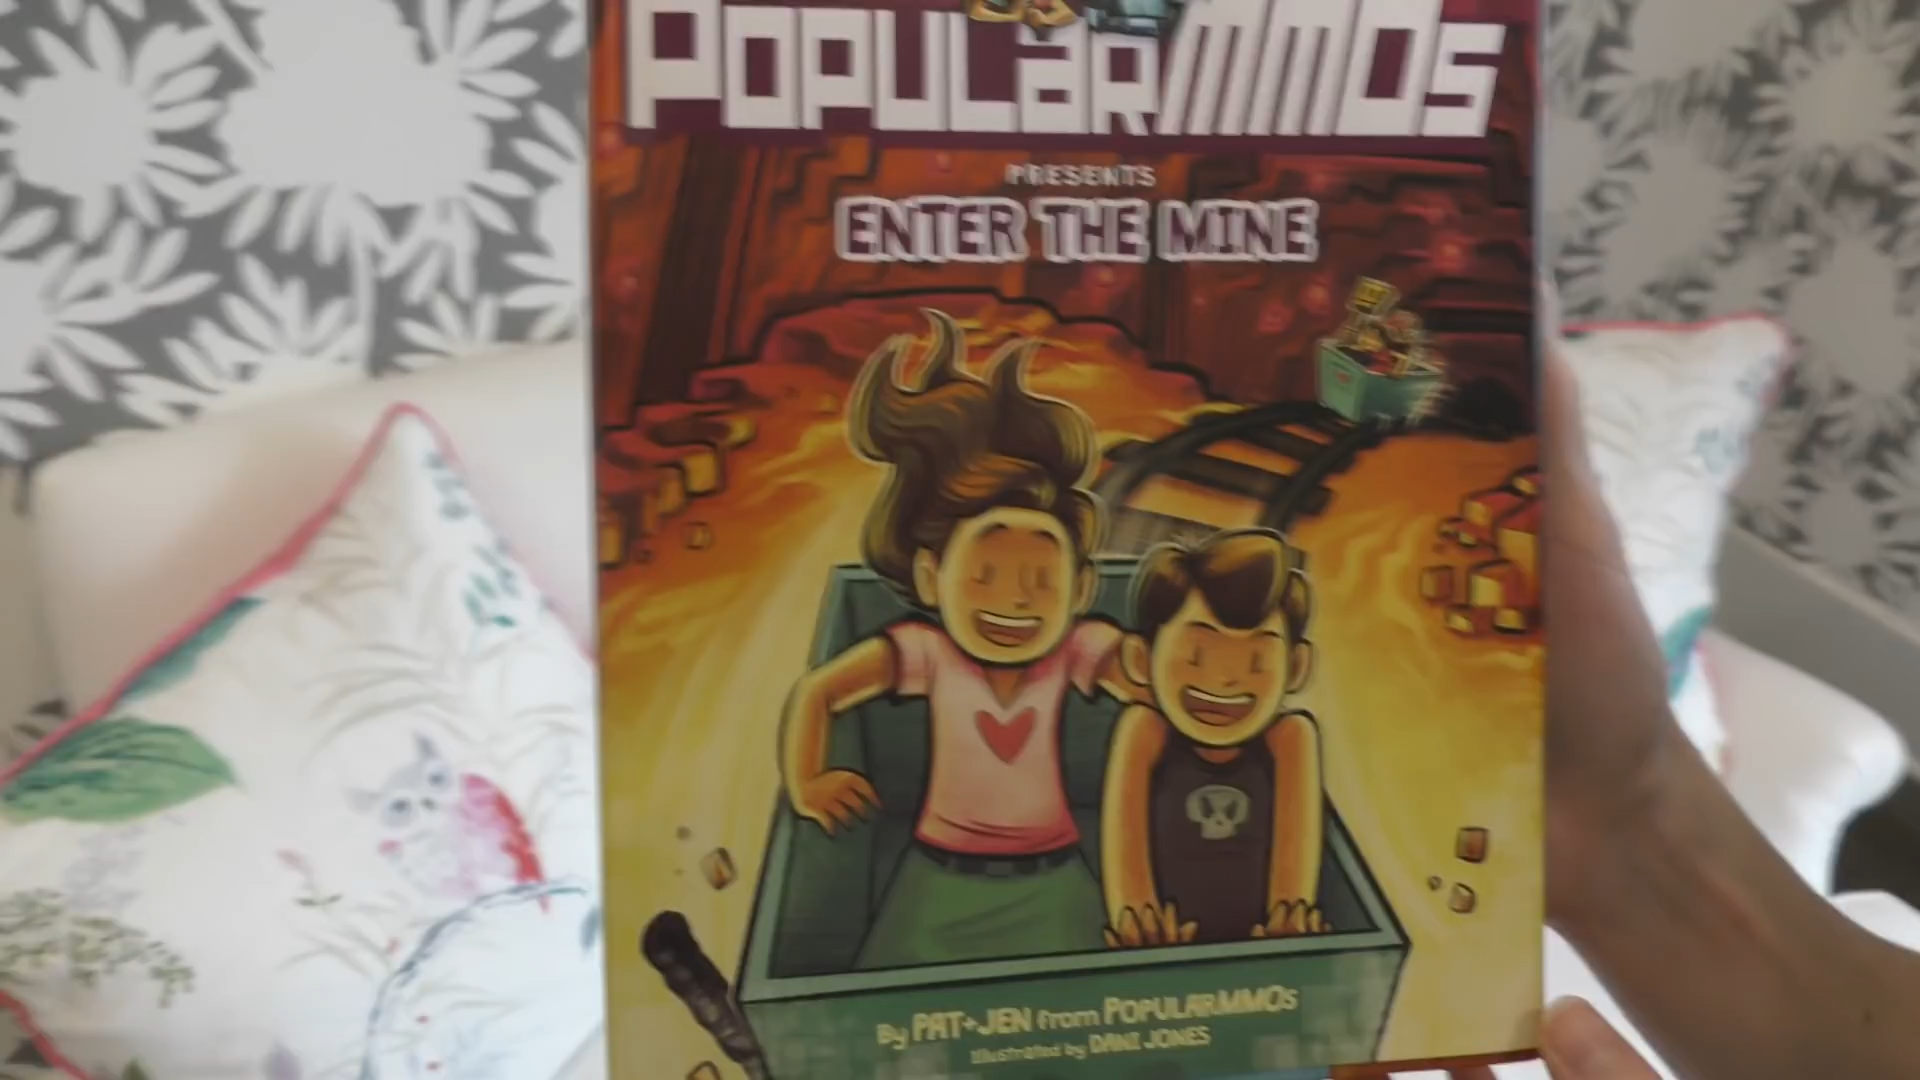 PopularMMOs
PRESENTS
ENTER THE MINE
By PAT+JEN from POPULARMMOs
Illustrated by DANI JONES